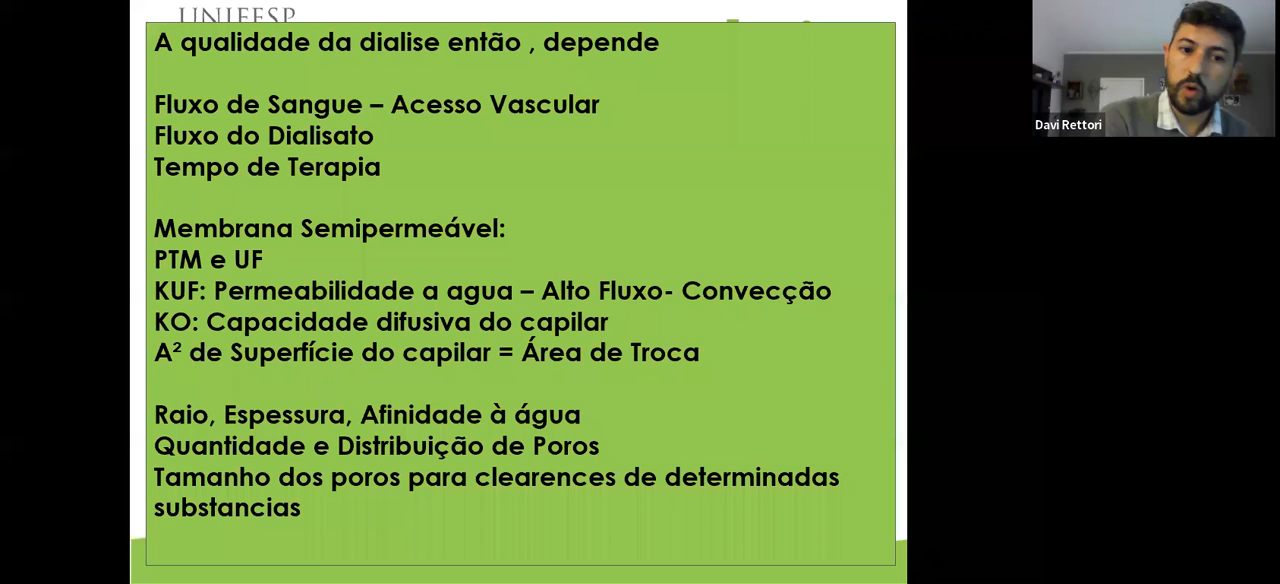 UNIFESP
A qualidade da dialise então , depende
Fluxo de Sangue – Acesso Vascular
Fluxo do Dialisato
Tempo de Terapia
Membrana Semipermeável:
PTM e UF
KUF: Permeabilidade a agua – Alto Fluxo- Convecção
KO: Capacidade difusiva do capilar
A² de Superfície do capilar = Área de Troca
Raio, Espessura, Afinidade à água
Quantidade e Distribuição de Poros
Tamanho dos poros para clearences de determinadas
substancias
Davi Rettori